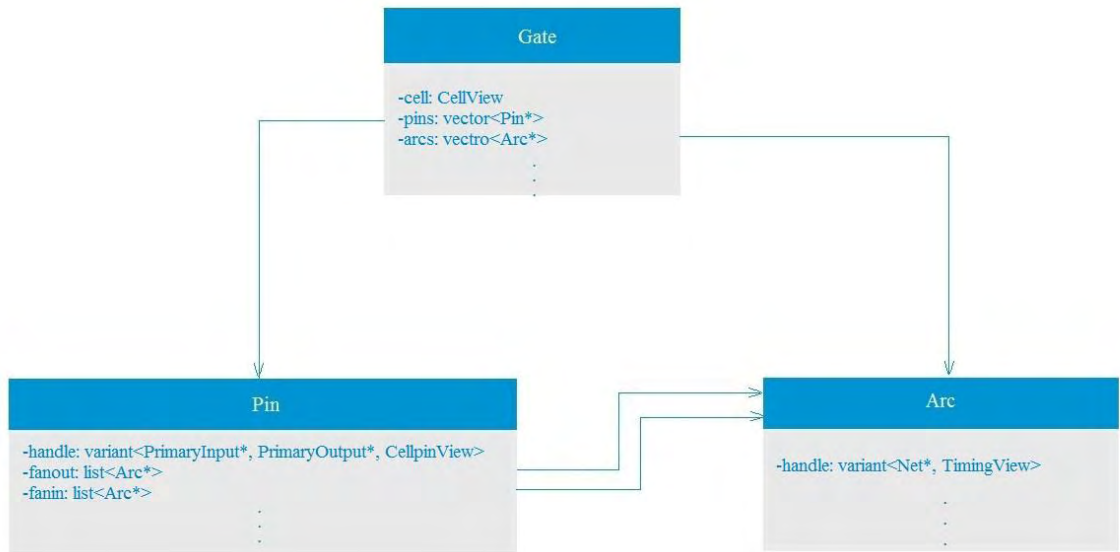 Gate
-cell: CellView
-pins: vector<Pin*>
-arcs: vectro<Arc*>
.
.
.
Pin
-handle: variant<PrimaryInput*, PrimaryOutput*, CellpinView>
-fanout: list<Arc*>
-fanin: list<Arc*>
.
.
.
Arc
-handle: variant<Net*, TimingView>
.
.
.